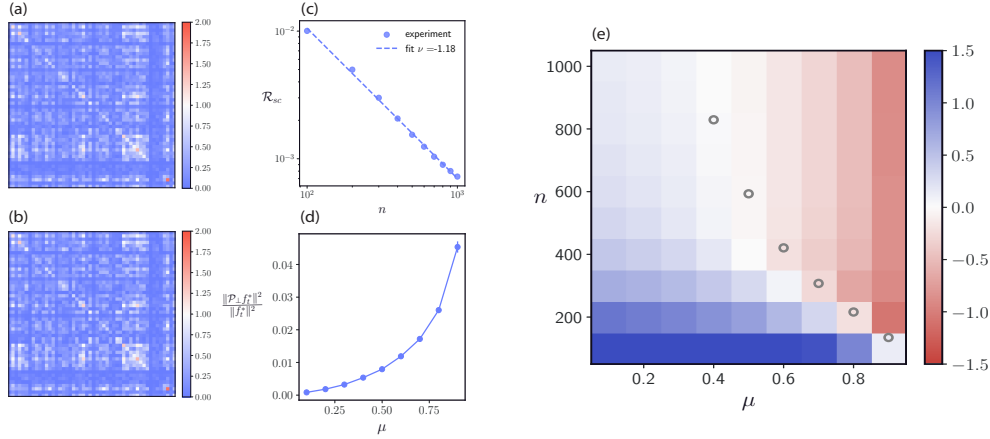 (a)
2.00
1.75
1.50
1.25
1.00
0.75
0.50
0.25
0.00
(b)
2.00
1.75
1.50
1.25
1.00
0.75
0.50
0.25
0.00
(c)
10⁻²
10⁻³
𝓡sc
experiment
fit ν =-1.18
10² 10³
n
(d)
0.04
0.03
0.02
0.01
0.00
‖𝒫⊥f*t‖²
‖f*t‖²
0.25 0.50 0.75
μ
(e)
1000
800
600
400
200
n
0.2 0.4 0.6 0.8
μ
1.5
1.0
0.5
0.0
−0.5
−1.0
−1.5